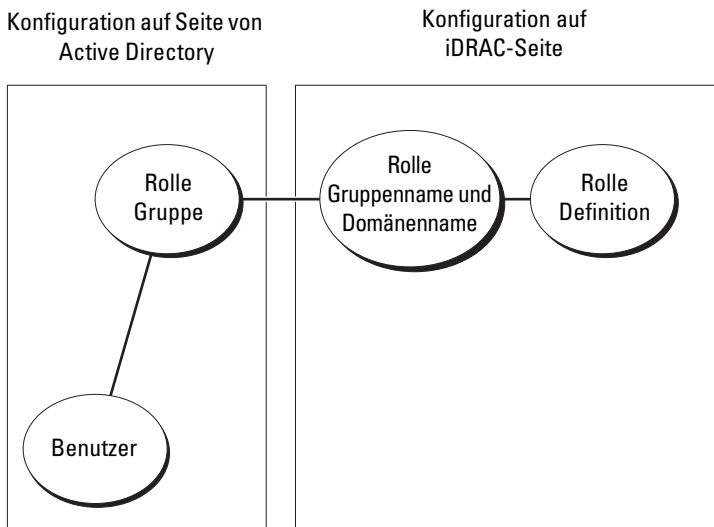 Konfiguration auf Seite von
Active Directory
Konfiguration auf
iDRAC-Seite
Rolle
Gruppe
Rolle
Gruppenname und
Domänenname
Rolle
Definition
Benutzer